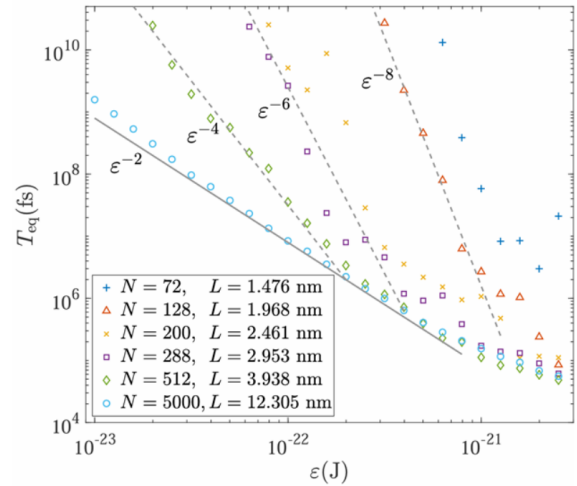 10^10
10^8
10^6
10^4
T_eq(fs)
ε^−2
ε^−4
ε^−6
ε^−8
N = 72, L = 1.476 nm
N = 128, L = 1.968 nm
N = 200, L = 2.461 nm
N = 288, L = 2.953 nm
N = 512, L = 3.938 nm
N = 5000, L = 12.305 nm
10^-23
10^-22
10^-21
ε(J)